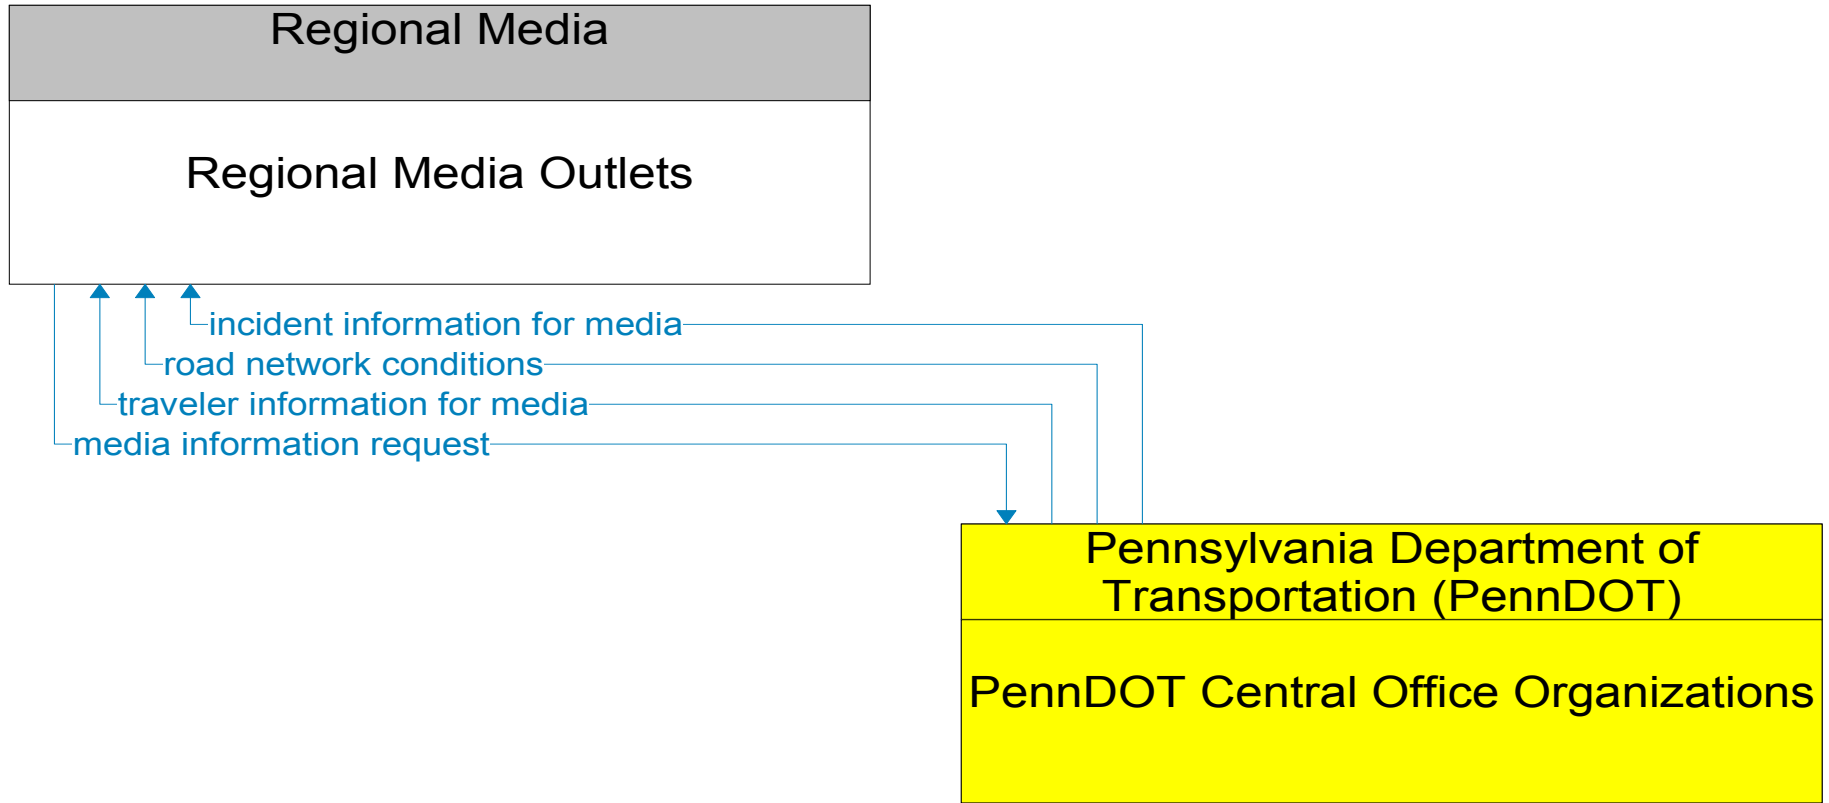 Regional Media
Regional Media Outlets
incident information for media
road network conditions
traveler information for media
media information request
Pennsylvania Department of
Transportation (PennDOT)
PennDOT Central Office Organizations